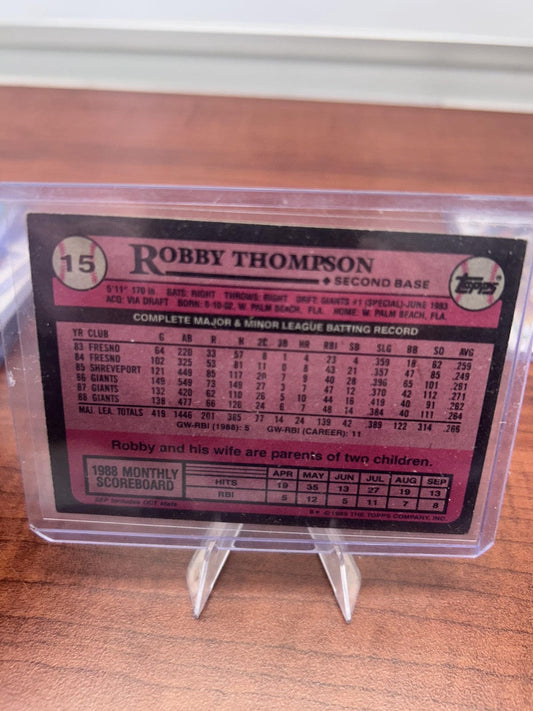 15
ROBBY THOMPSON
♦ SECOND BASE
Topps
5'11" 170 lb BATS: RIGHT THROWS: RIGHT DRFT: GIANTS #1 (SPECIAL)-JUNE 1983
ACQ: VIA DRAFT BORN: 5-10-62, W. PALM BEACH, FLA. HOME: W. PALM BEACH, FLA.
COMPLETE MAJOR & MINOR LEAGUE BATTING RECORD
YR CLUB G AB R H 2B 3B HR RBI SB SLG BB SO AVG
83 FRESNO 64 220 33 57 8 1 4 23 4 .359 18 62 .259
84 FRESNO 102 325 53 81 11 0 8 43 21 .357 47 85 .249
85 SHREVEPORT 121 449 85 117 20 7 9 40 28 .396 65 101 .261
86 GIANTS 149 549 73 149 27 3 7 47 12 .370 42 112 .271
87 GIANTS 132 420 62 110 26 5 10 44 16 .419 40 91 .262
88 GIANTS 138 477 66 126 24 6 7 48 14 .384 40 111 .264
MAJ. LEA. TOTALS 419 1446 201 385 77 14 24 139 42 .389 122 314 .266
GW-RBI (1988): 5 GW-RBI (CAREER): 11
Robby and his wife are parents of two children.
1988 MONTHLY SCOREBOARD
APR MAY JUN JUL AUG SEP
HITS 19 35 13 27 19 13
RBI 5 12 5 11 7 8
SEP includes OCT stats
B* © 1989 THE TOPPS COMPANY, INC.